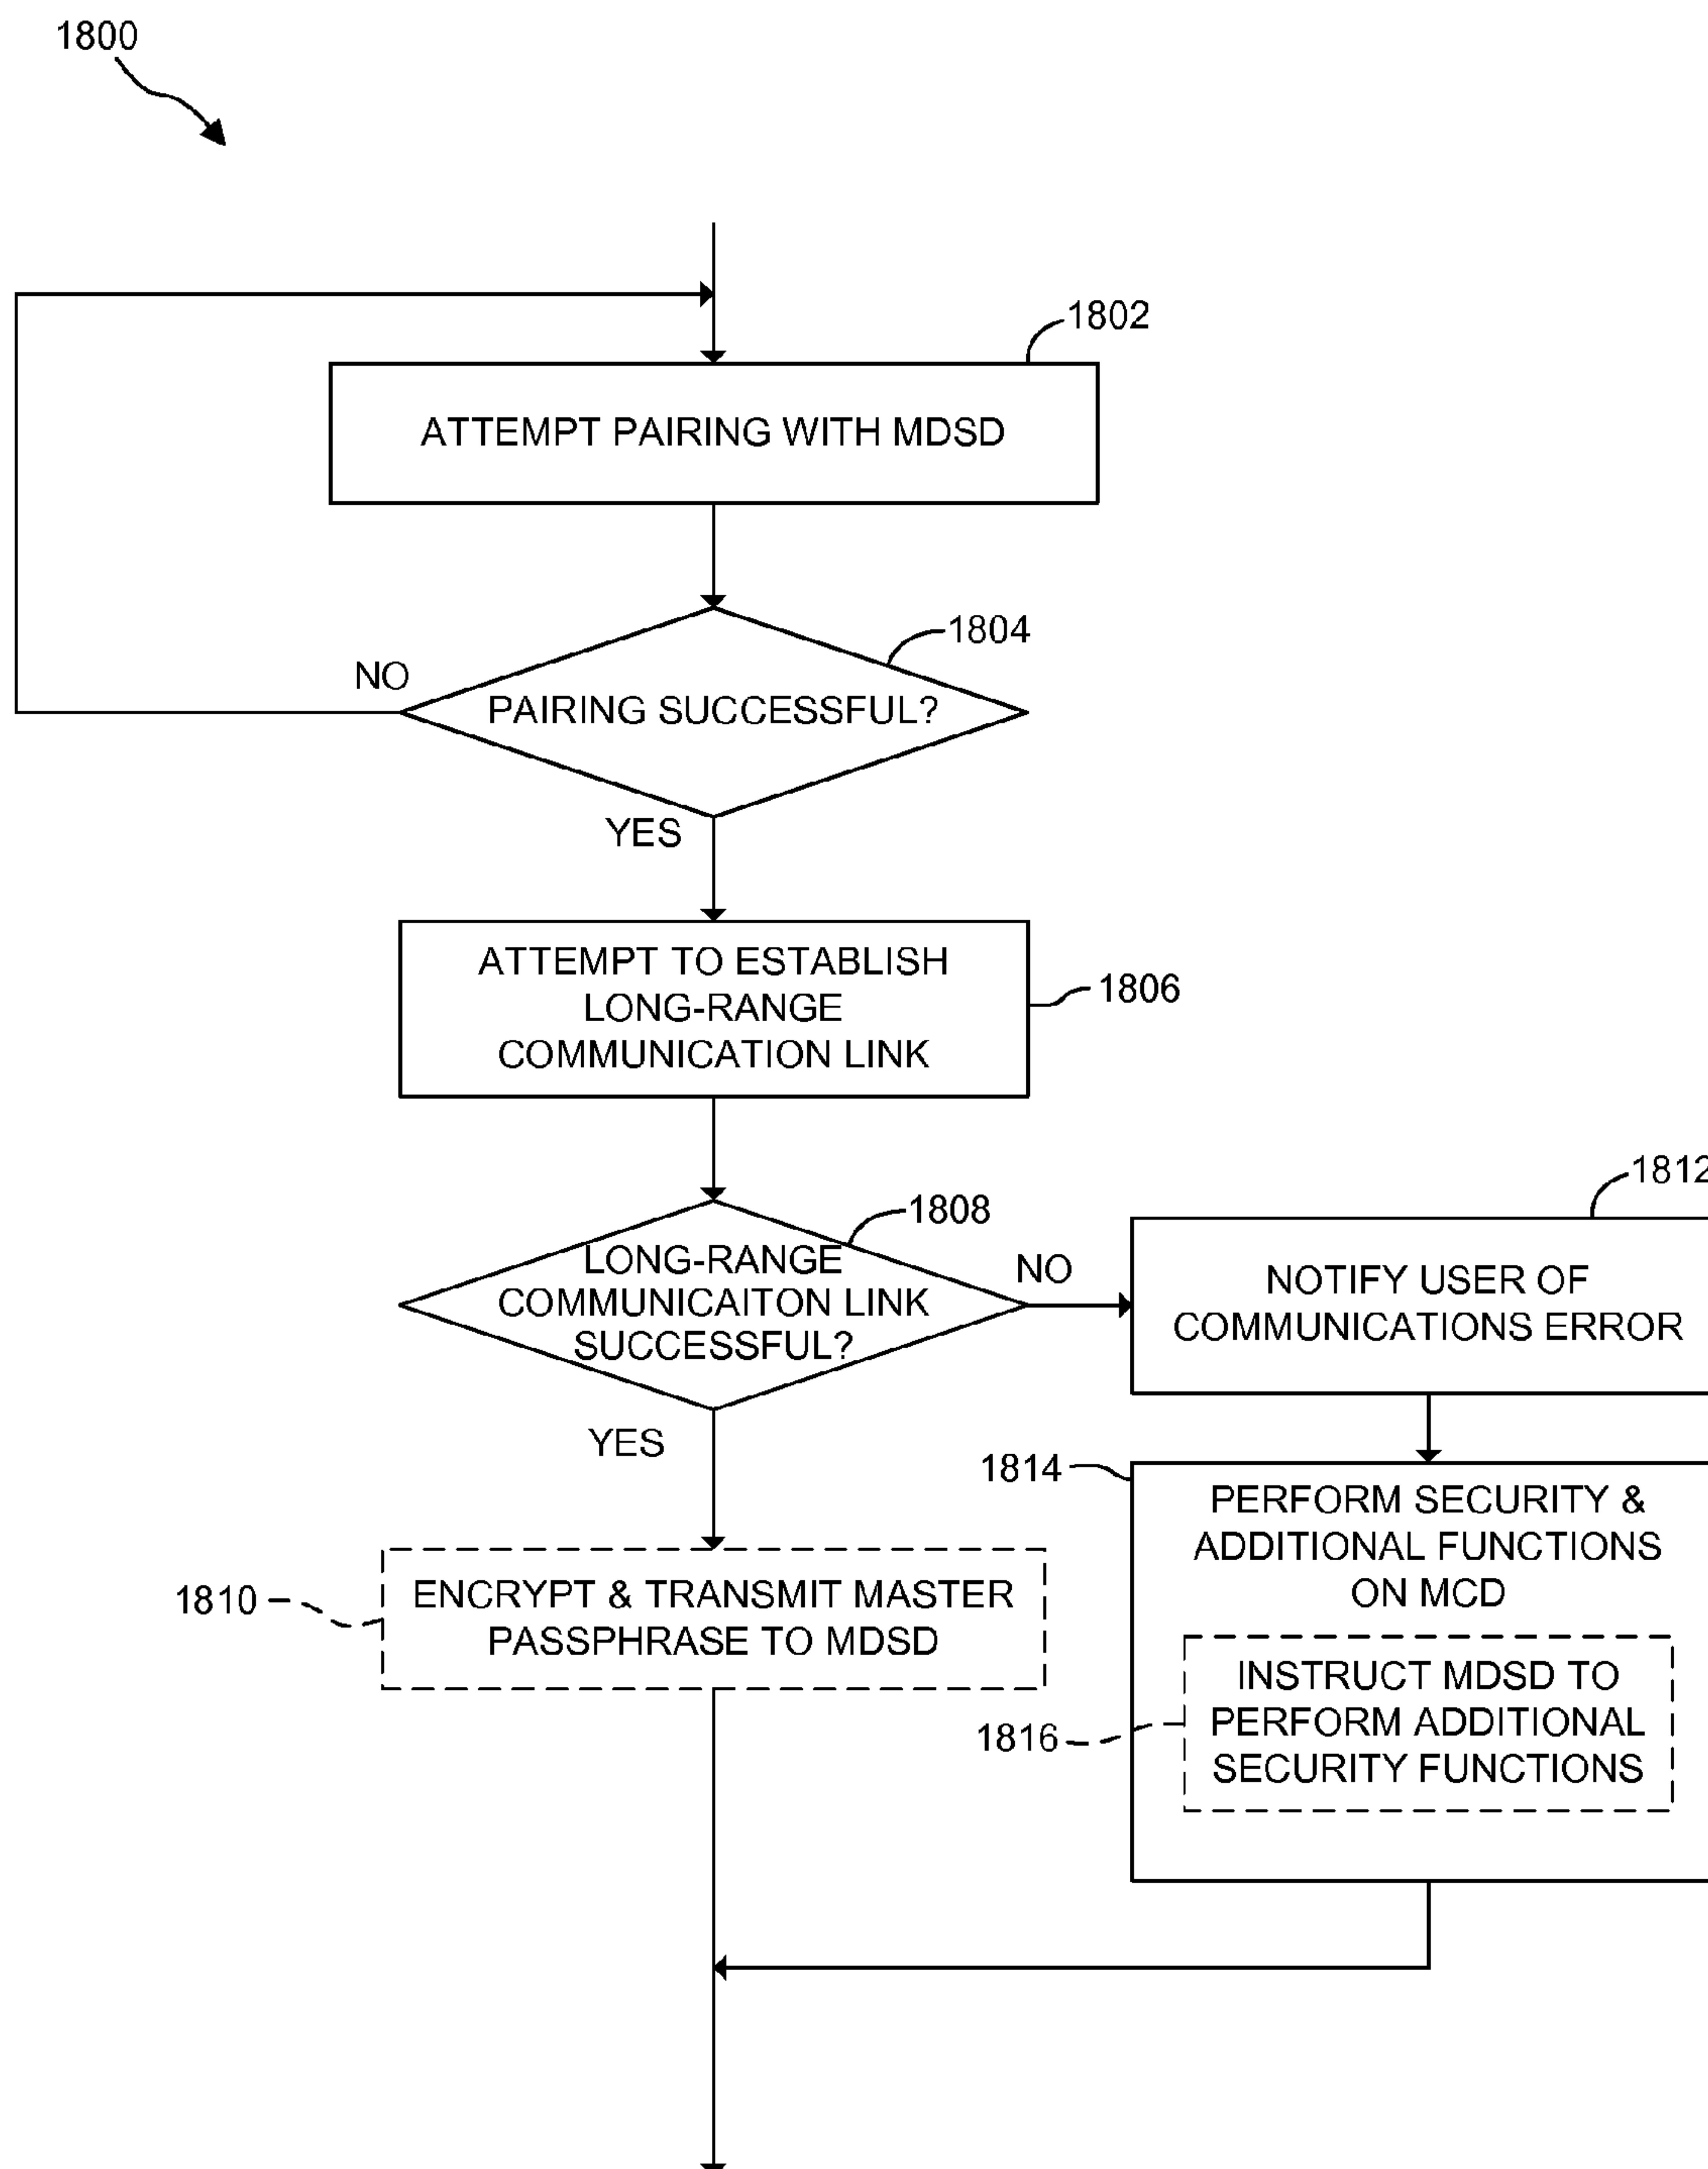 1800
1802
ATTEMPT PAIRING WITH MDSD
1804
NO
PAIRING SUCCESSFUL?
YES
ATTEMPT TO ESTABLISH
LONG-RANGE
COMMUNICATION LINK
1806
1808
LONG-RANGE
COMMUNICAITON LINK
SUCCESSFUL?
NO
YES
1812
NOTIFY USER OF
COMMUNICATIONS ERROR
1810
ENCRYPT & TRANSMIT MASTER
PASSPHRASE TO MDSD
1814
PERFORM SECURITY &
ADDITIONAL FUNCTIONS
ON MCD
1816
INSTRUCT MDSD TO
PERFORM ADDITIONAL
SECURITY FUNCTIONS